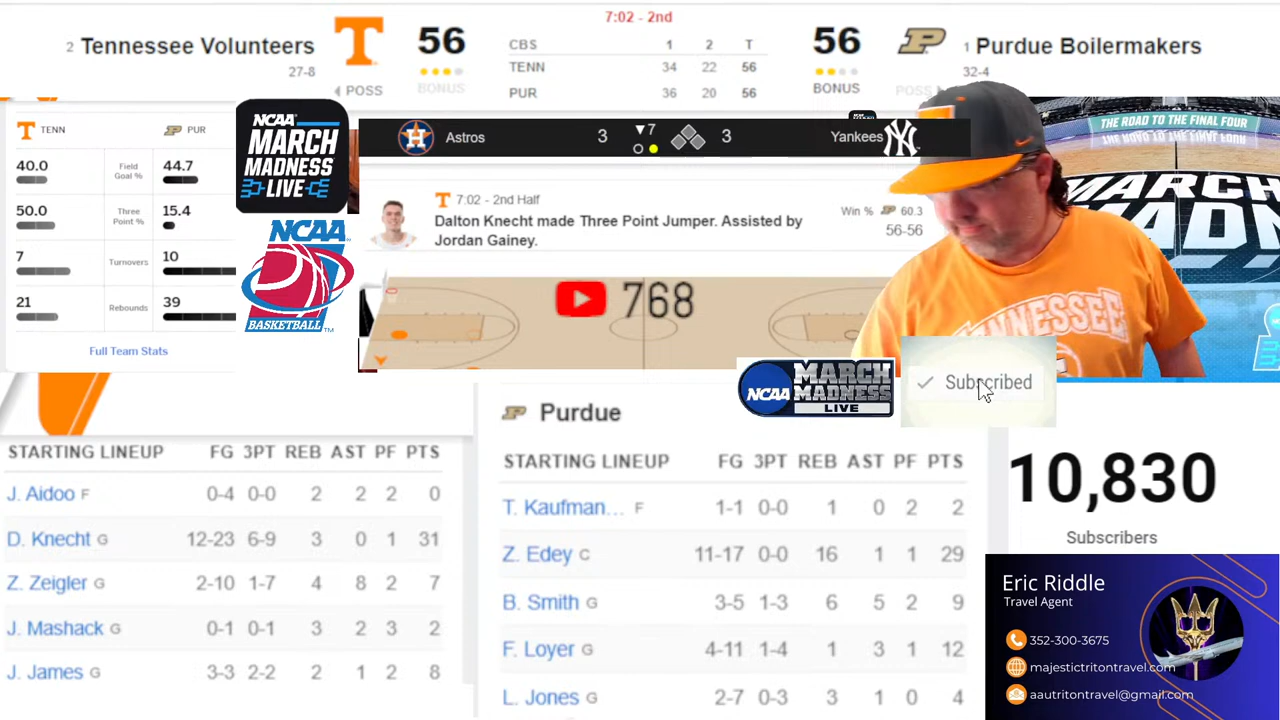 7:02 - 2nd
2 Tennessee Volunteers
27-8
T
56
BONUS
POSS
CBS 1 2 T
TENN 34 22 56
PUR 36 20 56
56
BONUS
P
POSS
1 Purdue Boilermakers
32-4
T TENN P PUR
40.0 Field Goal % 44.7
50.0 Three Point % 15.4
7 Turnovers 10
21 Rebounds 39
Full Team Stats
NCAA
MARCH
MADNESS
LIVE
NCAA
BASKETBALL™
H Astros 3 ▼7 3 Yankees NY
T 7:02 - 2nd Half
Dalton Knecht made Three Point Jumper. Assisted by
Jordan Gainey.
Win % P 60.3
56-56
768
THE ROAD TO THE FINAL FOUR
MARCH
MADN
TENNESSEE
NCAA MARCH MADNESS LIVE
✓ Subscribed
STARTING LINEUP FG 3PT REB AST PF PTS
J. Aidoo F 0-4 0-0 2 2 2 0
D. Knecht G 12-23 6-9 3 0 1 31
Z. Zeigler G 2-10 1-7 4 8 2 7
J. Mashack G 0-1 0-1 3 2 3 2
J. James G 3-3 2-2 2 1 2 8
P Purdue
STARTING LINEUP FG 3PT REB AST PF PTS
T. Kaufman... F 1-1 0-0 1 0 2 2
Z. Edey C 11-17 0-0 16 1 1 29
B. Smith G 3-5 1-3 6 5 2 9
F. Loyer G 4-11 1-4 1 3 1 12
L. Jones G 2-7 0-3 3 1 0 4
10,830
Subscribers
Eric Riddle
Travel Agent
352-300-3675
majestictritontravel.com
aautritontravel@gmail.com